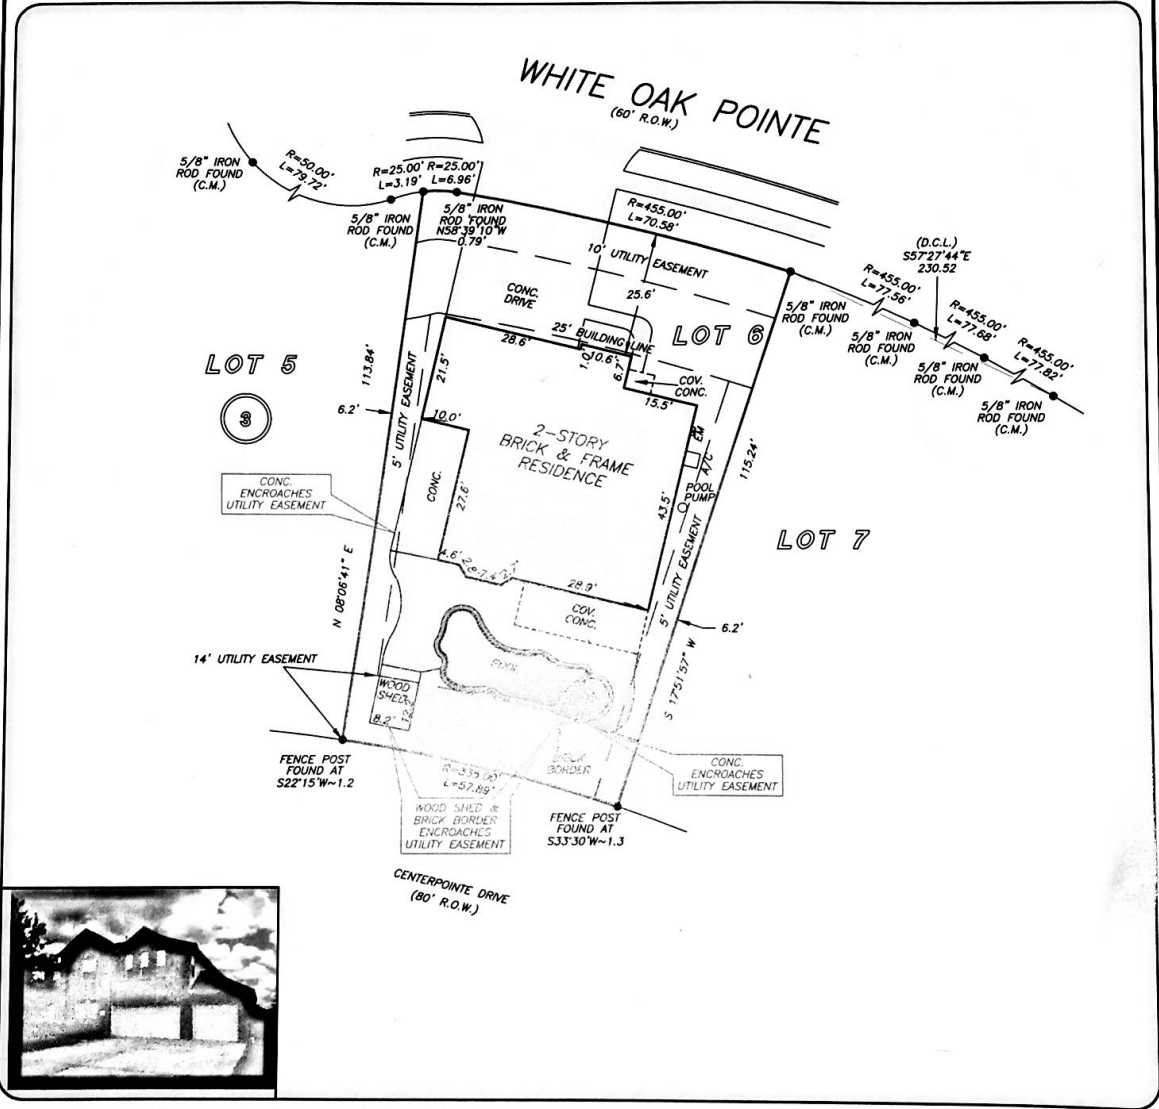 WHITE OAK POINTE
(60' R.O.W.)
5/8" IRON
ROD FOUND
(C.M.)
R=50.00'
L=79.72'
R=25.00'
L=3.19'
R=25.00'
L=6.96'
5/8" IRON
ROD FOUND
(C.M.)
5/8" IRON
ROD FOUND
N58°39'10"W
0.79'
R=455.00'
L=70.58'
10' UTILITY EASEMENT
(D.C.L.)
S57°27'44"E
230.52
R=455.00'
L=77.56'
R=455.00'
L=77.68'
R=455.00'
L=77.82'
5/8" IRON
ROD FOUND
(C.M.)
5/8" IRON
ROD FOUND
(C.M.)
5/8" IRON
ROD FOUND
(C.M.)
5/8" IRON
ROD FOUND
(C.M.)
CONC.
DRIVE
25.6'
25' BUILDING LINE
LOT 6
28.6'
1.0'
10.6'
6.7'
COV.
CONC.
15.5'
LOT 5
3
113.84'
21.5'
6.2'
10.0'
5' UTILITY EASEMENT
2-STORY
BRICK & FRAME
RESIDENCE
EM
A/C
POOL
PUMP
115.24'
CONC.
ENCROACHES
UTILITY EASEMENT
CONC.
27.6'
43.5'
LOT 7
5' UTILITY EASEMENT
4.6'
28.9'
COV.
CONC.
6.2'
N 08°06'41" E
S 17°51'57" W
14' UTILITY EASEMENT
POOL
WOOD
SHED
8.2'
FENCE POST
FOUND AT
S22°15'W~1.2
R=335.00'
L=57.89'
BRICK
BORDER
CONC.
ENCROACHES
UTILITY EASEMENT
WOOD SHED &
BRICK BORDER
ENCROACHES
UTILITY EASEMENT
FENCE POST
FOUND AT
S33°30'W~1.3
CENTERPOINTE DRIVE
(80' R.O.W.)